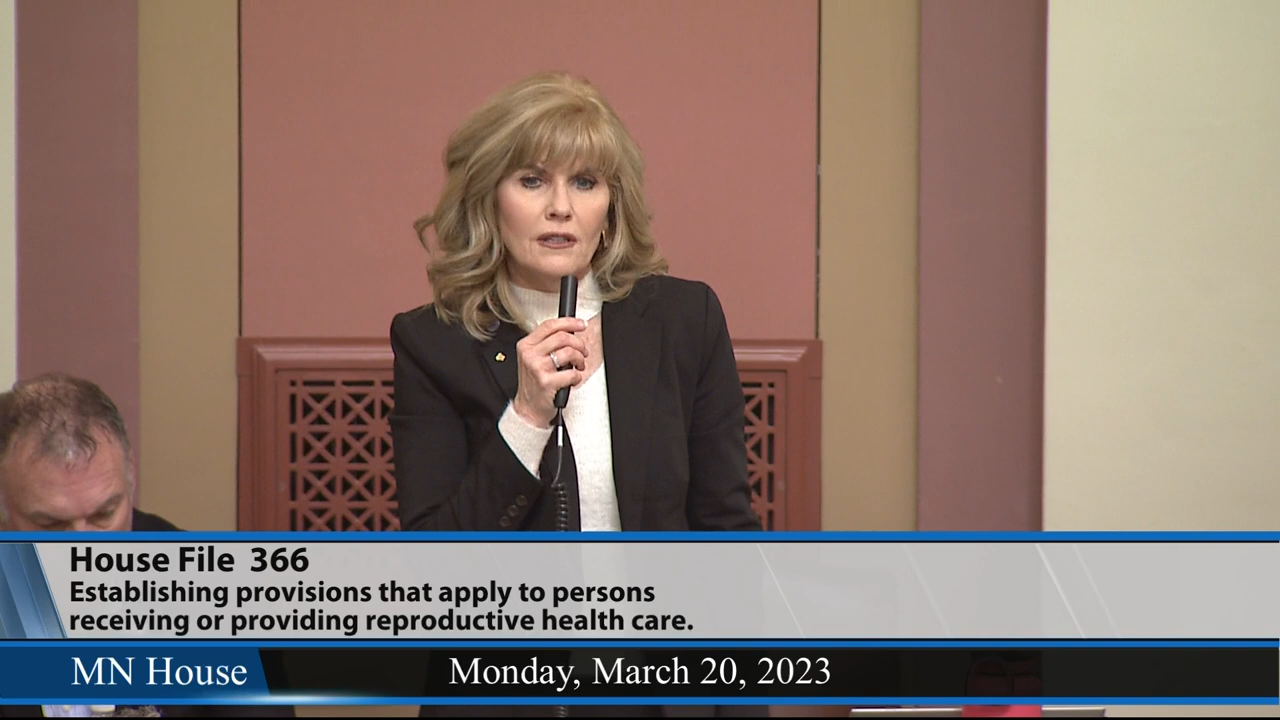 House File 366
Establishing provisions that apply to persons
receiving or providing reproductive health care.
MN House
Monday, March 20, 2023